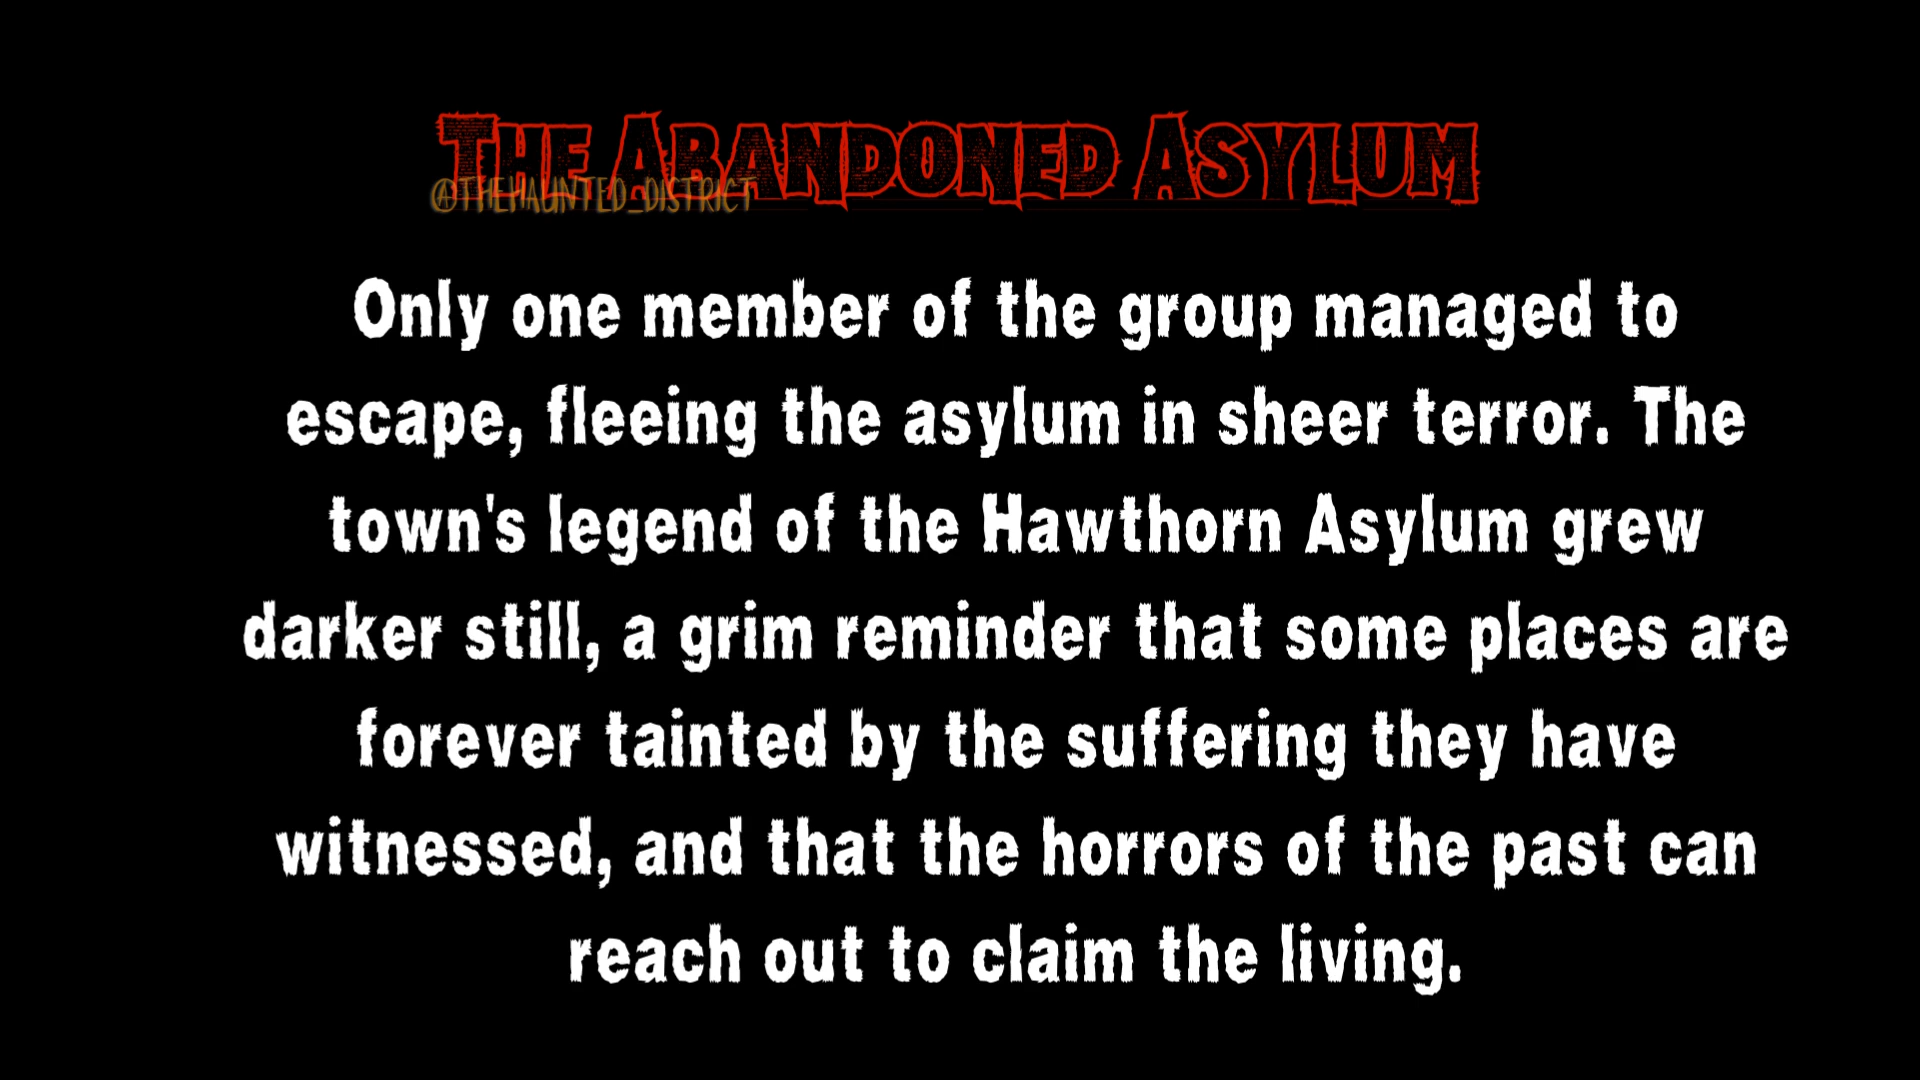 The Abandoned Asylum
@THEHAUNTED_DISTRICT
Only one member of the group managed to
escape, fleeing the asylum in sheer terror. The
town's legend of the Hawthorn Asylum grew
darker still, a grim reminder that some places are
forever tainted by the suffering they have
witnessed, and that the horrors of the past can
reach out to claim the living.